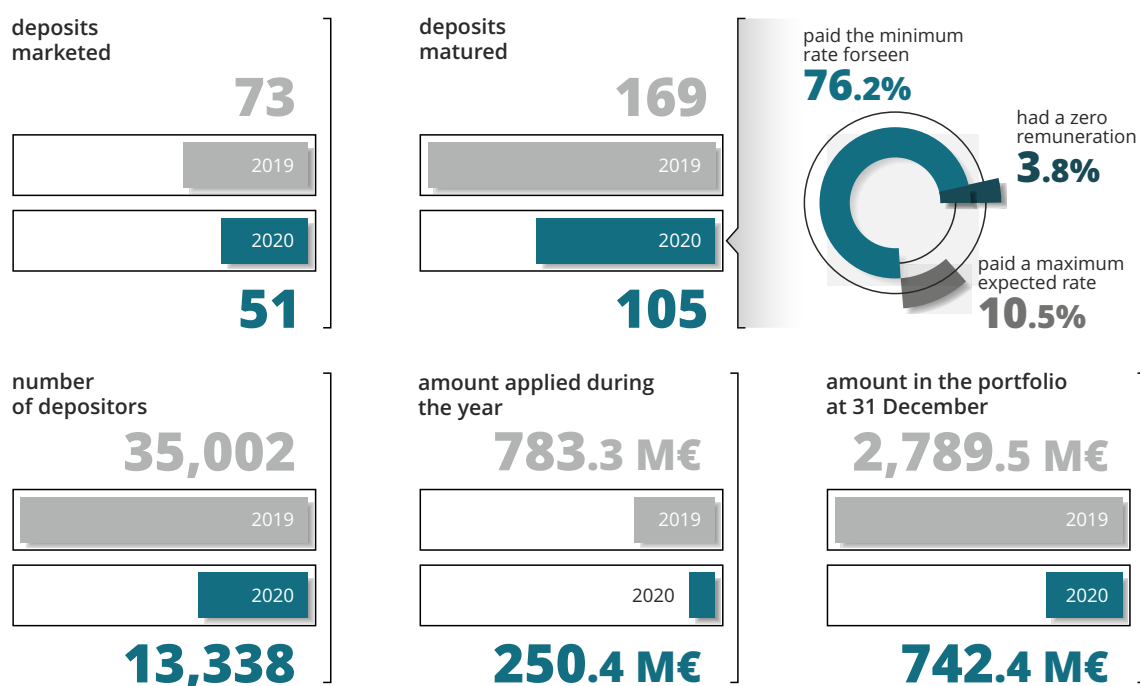 deposits
marketed
73
2019
2020
51
deposits
matured
169
2019
2020
105
paid the minimum
rate forseen
76.2%
had a zero
remuneration
3.8%
paid a maximum
expected rate
10.5%
number
of depositors
35,002
2019
2020
13,338
amount applied during
the year
783.3 M€
2019
2020
250.4 M€
amount in the portfolio
at 31 December
2,789.5 M€
2019
2020
742.4 M€